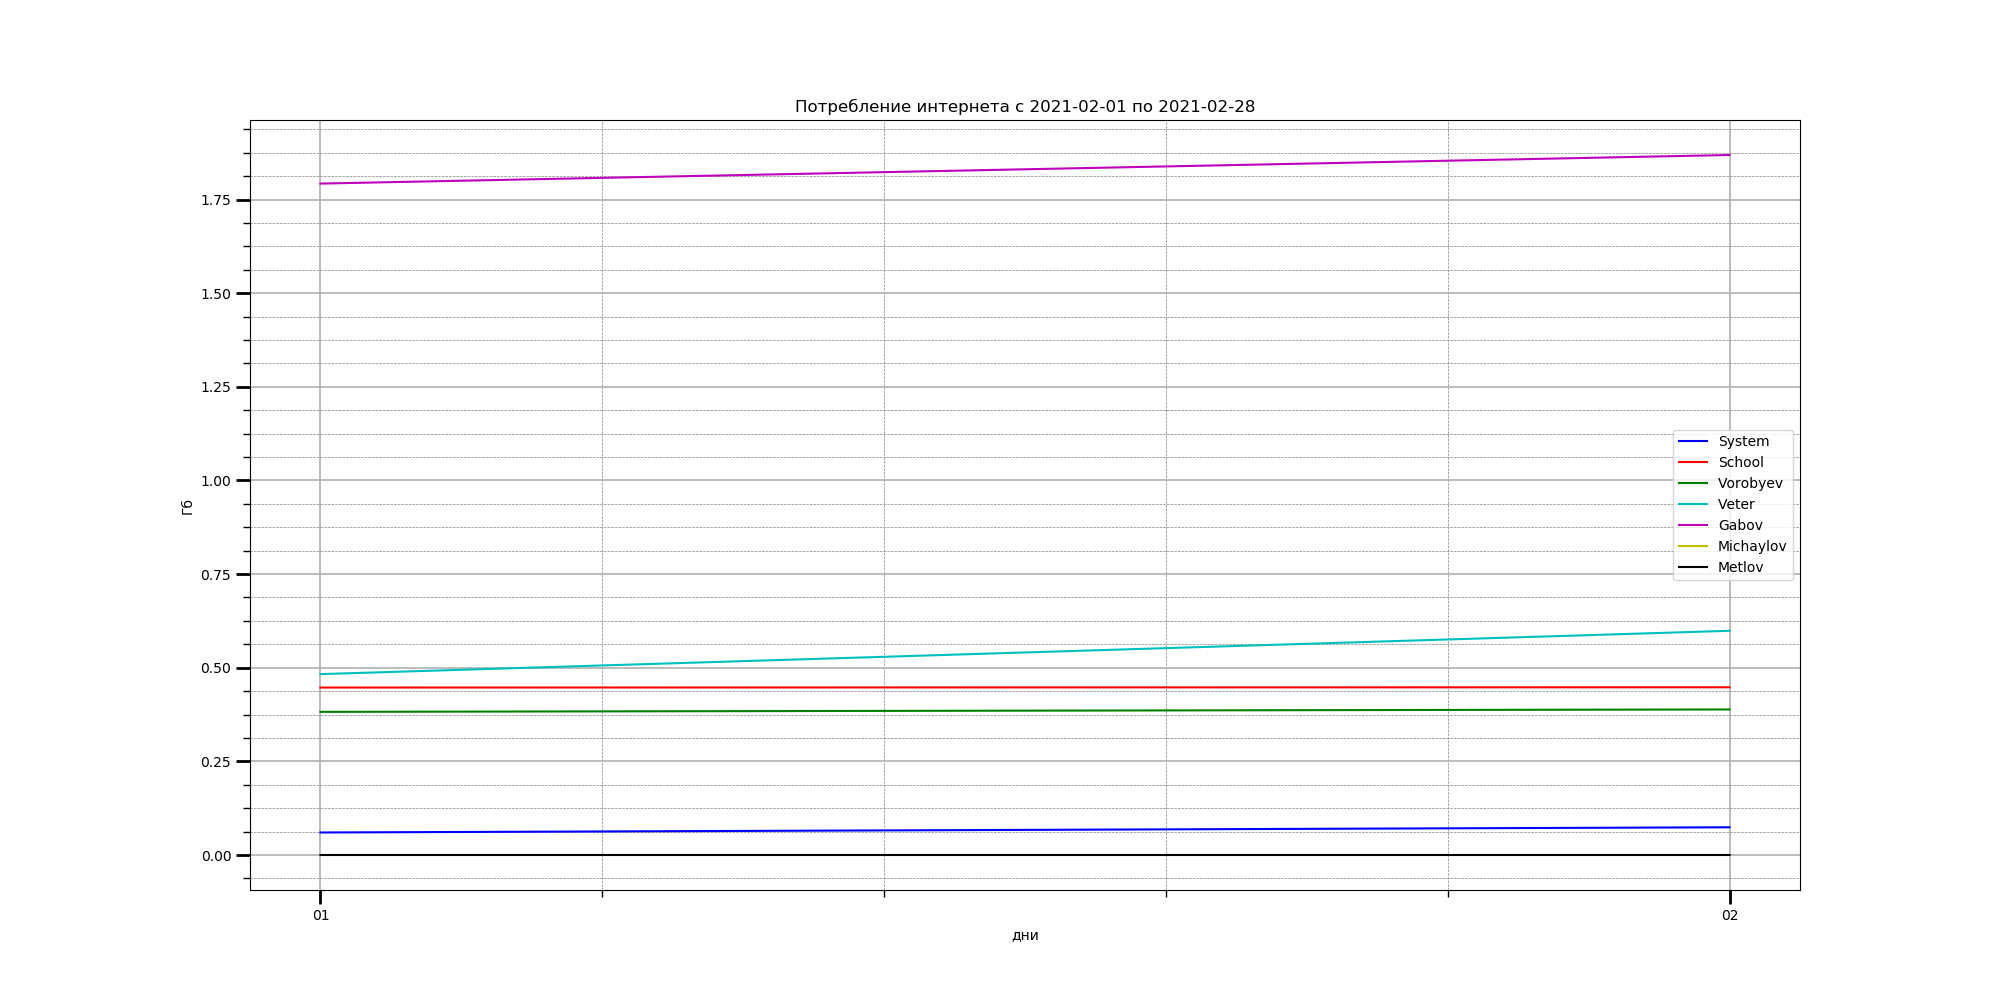 Потребление интернета с 2021-02-01 по 2021-02-28
1.75
1.50
1.25
1.00
0.75
0.50
0.25
0.00
Гб
System
School
Vorobyev
Veter
Gabov
Michaylov
Metlov
01
02
дни